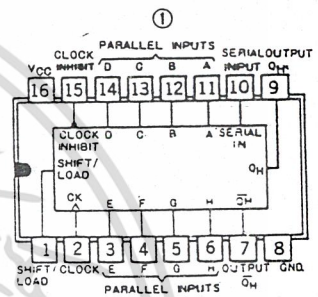 ①
PARALLEL INPUTS
CLOCK SERIAL OUTPUT
VCC INHIBIT D C B A INPUT QH
16 15 14 13 12 11 10 9
CLOCK D C B A SERIAL
INHIBIT IN
SHIFT/
LOAD QH
CK
E F G H Q̅H
1 2 3 4 5 6 7 8
SHIFT/ CLOCK E F G H OUTPUT GND
LOAD Q̅H
PARALLEL INPUTS